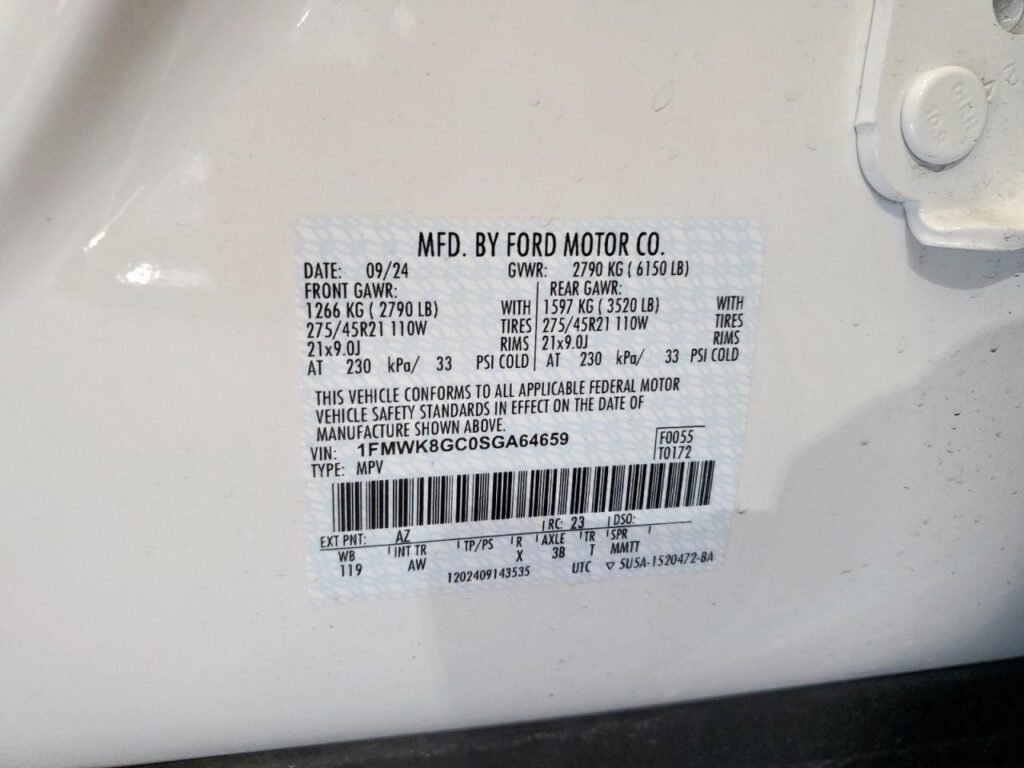 MFD. BY FORD MOTOR CO.
DATE: 09/24 GVWR: 2790 KG ( 6150 LB)
FRONT GAWR: REAR GAWR:
1266 KG ( 2790 LB) WITH 1597 KG ( 3520 LB) WITH
275/45R21 110W TIRES 275/45R21 110W TIRES
21x9.0J RIMS 21x9.0J RIMS
AT 230 kPa/ 33 PSI COLD AT 230 kPa/ 33 PSI COLD
THIS VEHICLE CONFORMS TO ALL APPLICABLE FEDERAL MOTOR
VEHICLE SAFETY STANDARDS IN EFFECT ON THE DATE OF
MANUFACTURE SHOWN ABOVE.
VIN: 1FMWK8GC0SGA64659 F0055
TYPE: MPV T0172
EXT PNT: AZ RC: 23 DSO:
WB INT TR TP/PS R AXLE TR SPR
119 AW X 3B T MMTT
1202409143535 UTC ▽ SU5A-1520472-BA